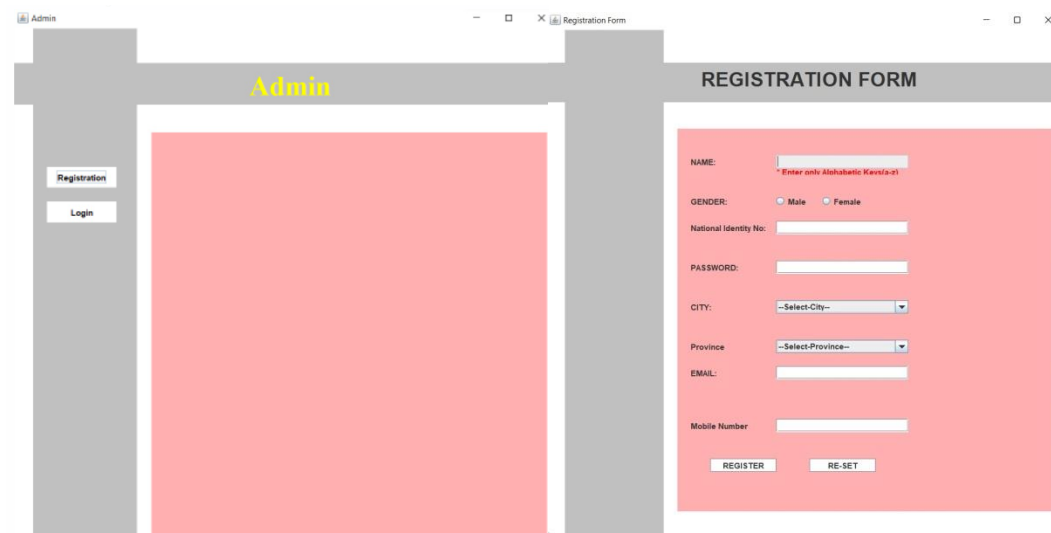 Admin
Admin
Registration
Login
Registration Form
REGISTRATION FORM
NAME:
* Enter only Alphabetic Keys(a-z)
GENDER: Male Female
National Identity No:
PASSWORD:
CITY: --Select-City--
Province --Select-Province--
EMAIL:
Mobile Number
REGISTER RE-SET